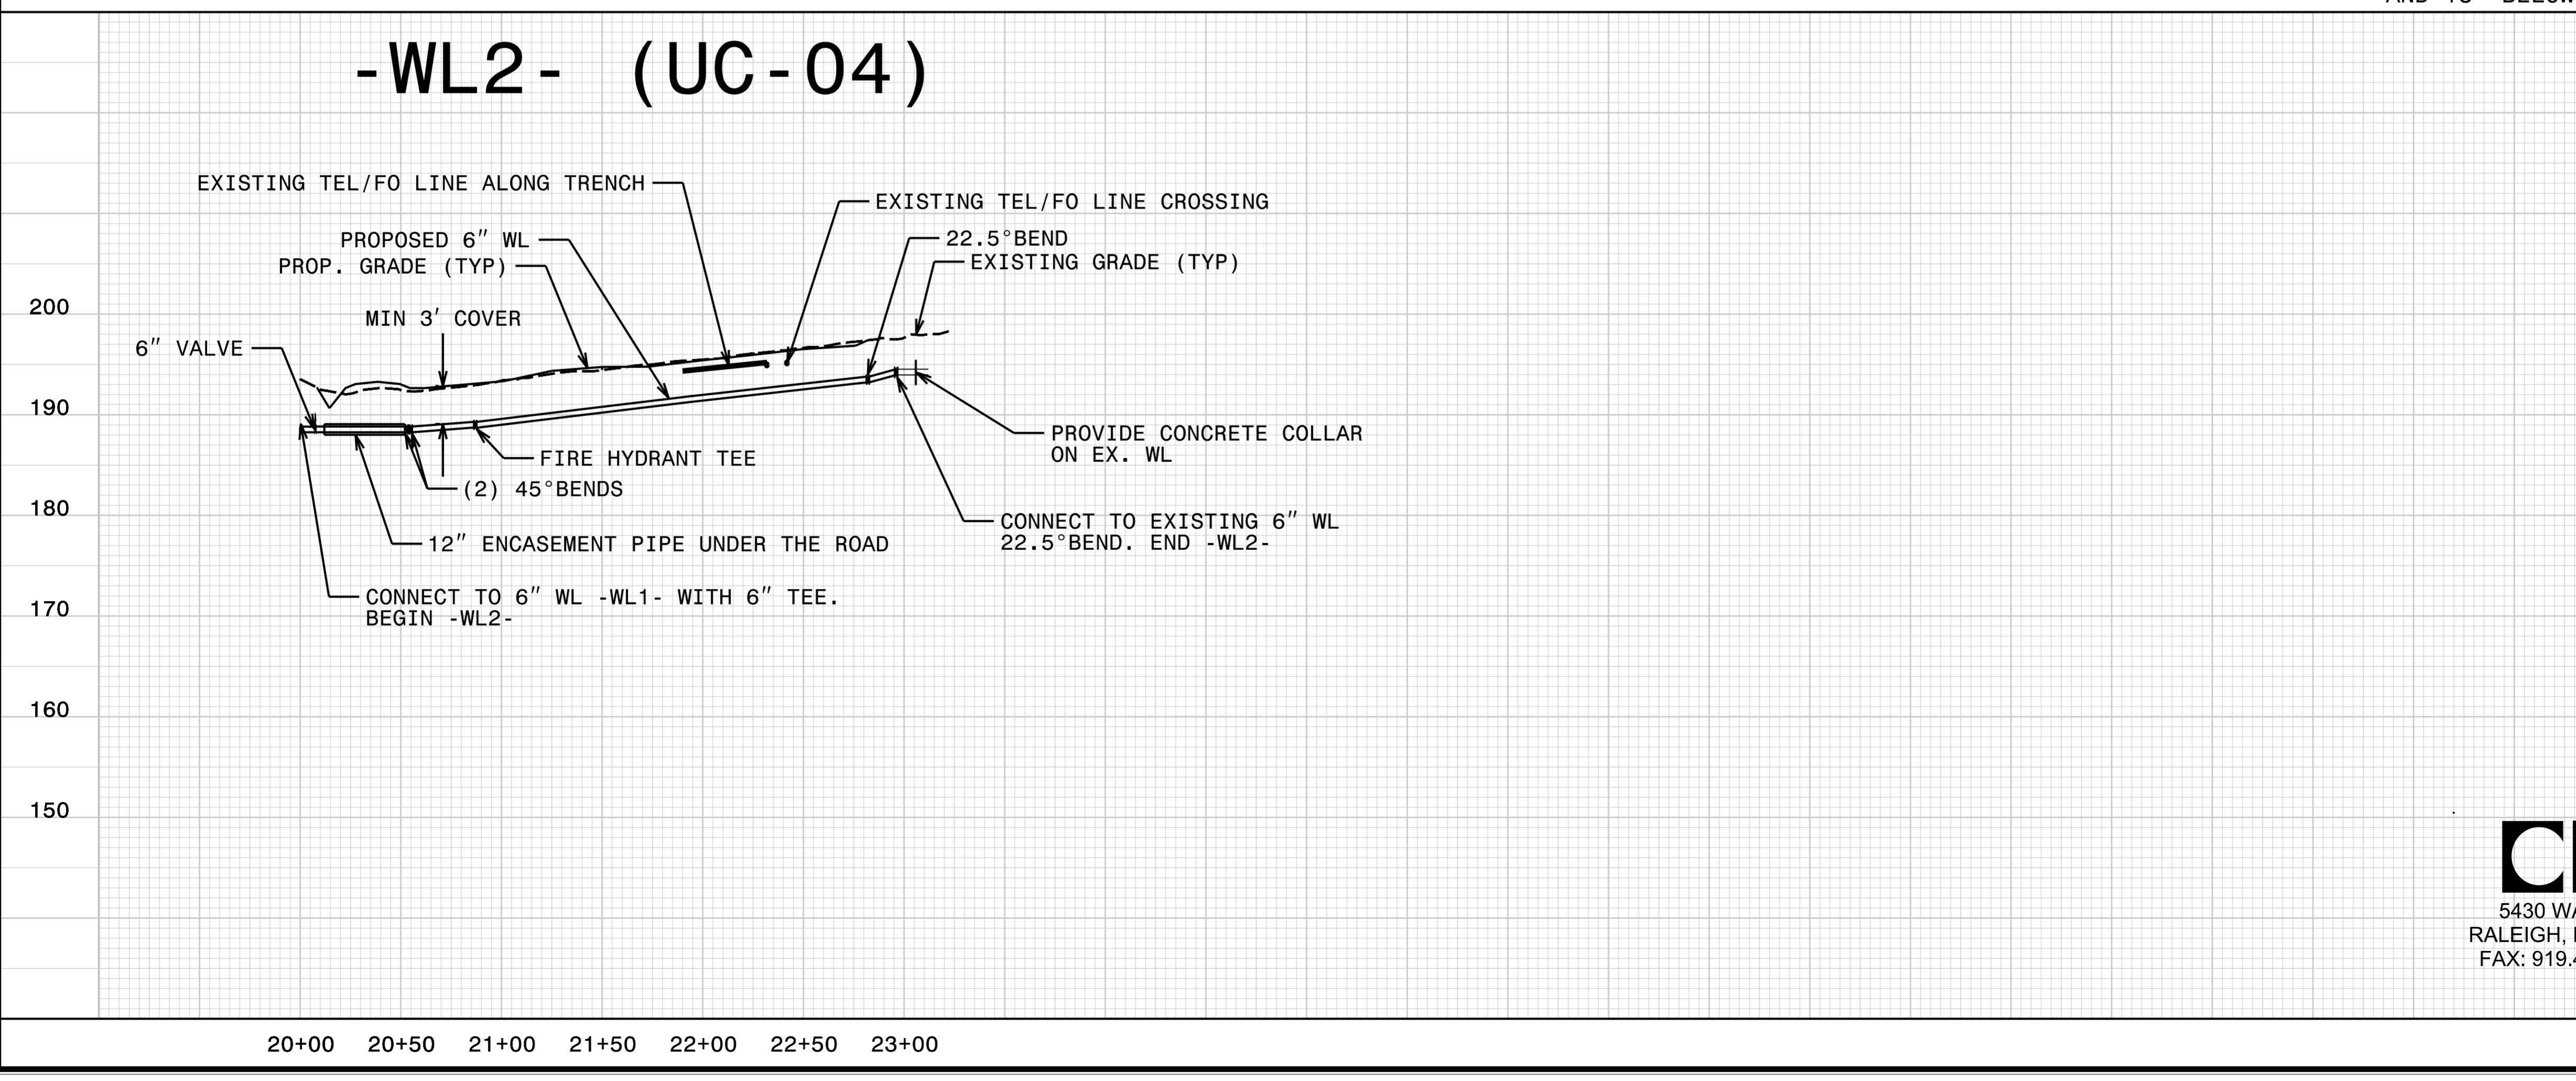 -WL2- (UC-04)
EXISTING TEL/FO LINE ALONG TRENCH
EXISTING TEL/FO LINE CROSSING
PROPOSED 6" WL
22.5°BEND
PROP. GRADE (TYP)
EXISTING GRADE (TYP)
200
MIN 3' COVER
6" VALVE
190
PROVIDE CONCRETE COLLAR
ON EX. WL
FIRE HYDRANT TEE
(2) 45°BENDS
180
CONNECT TO EXISTING 6" WL
22.5°BEND. END -WL2-
12" ENCASEMENT PIPE UNDER THE ROAD
CONNECT TO 6" WL -WL1- WITH 6" TEE.
BEGIN -WL2-
170
160
150
5430
RALEIGH,
FAX: 919.
20+00 20+50 21+00 21+50 22+00 22+50 23+00